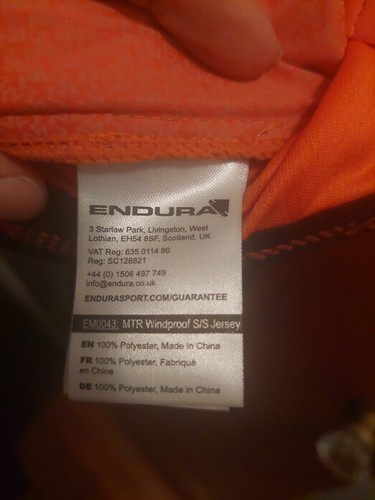 ENDURA
3 Starlaw Park, Livingston, West
Lothian, EH54 8SF, Scotland, UK
VAT Reg: 635 0114 80
Reg: SC128821
+44 (0) 1506 497 749
info@endura.co.uk
ENDURASPORT.COM/GUARANTEE
EM0043: MTR Windproof S/S Jersey
EN 100% Polyester, Made in China
FR 100% Polyester, Fabriqué
en Chine
DE 100% Polyester, Made in China